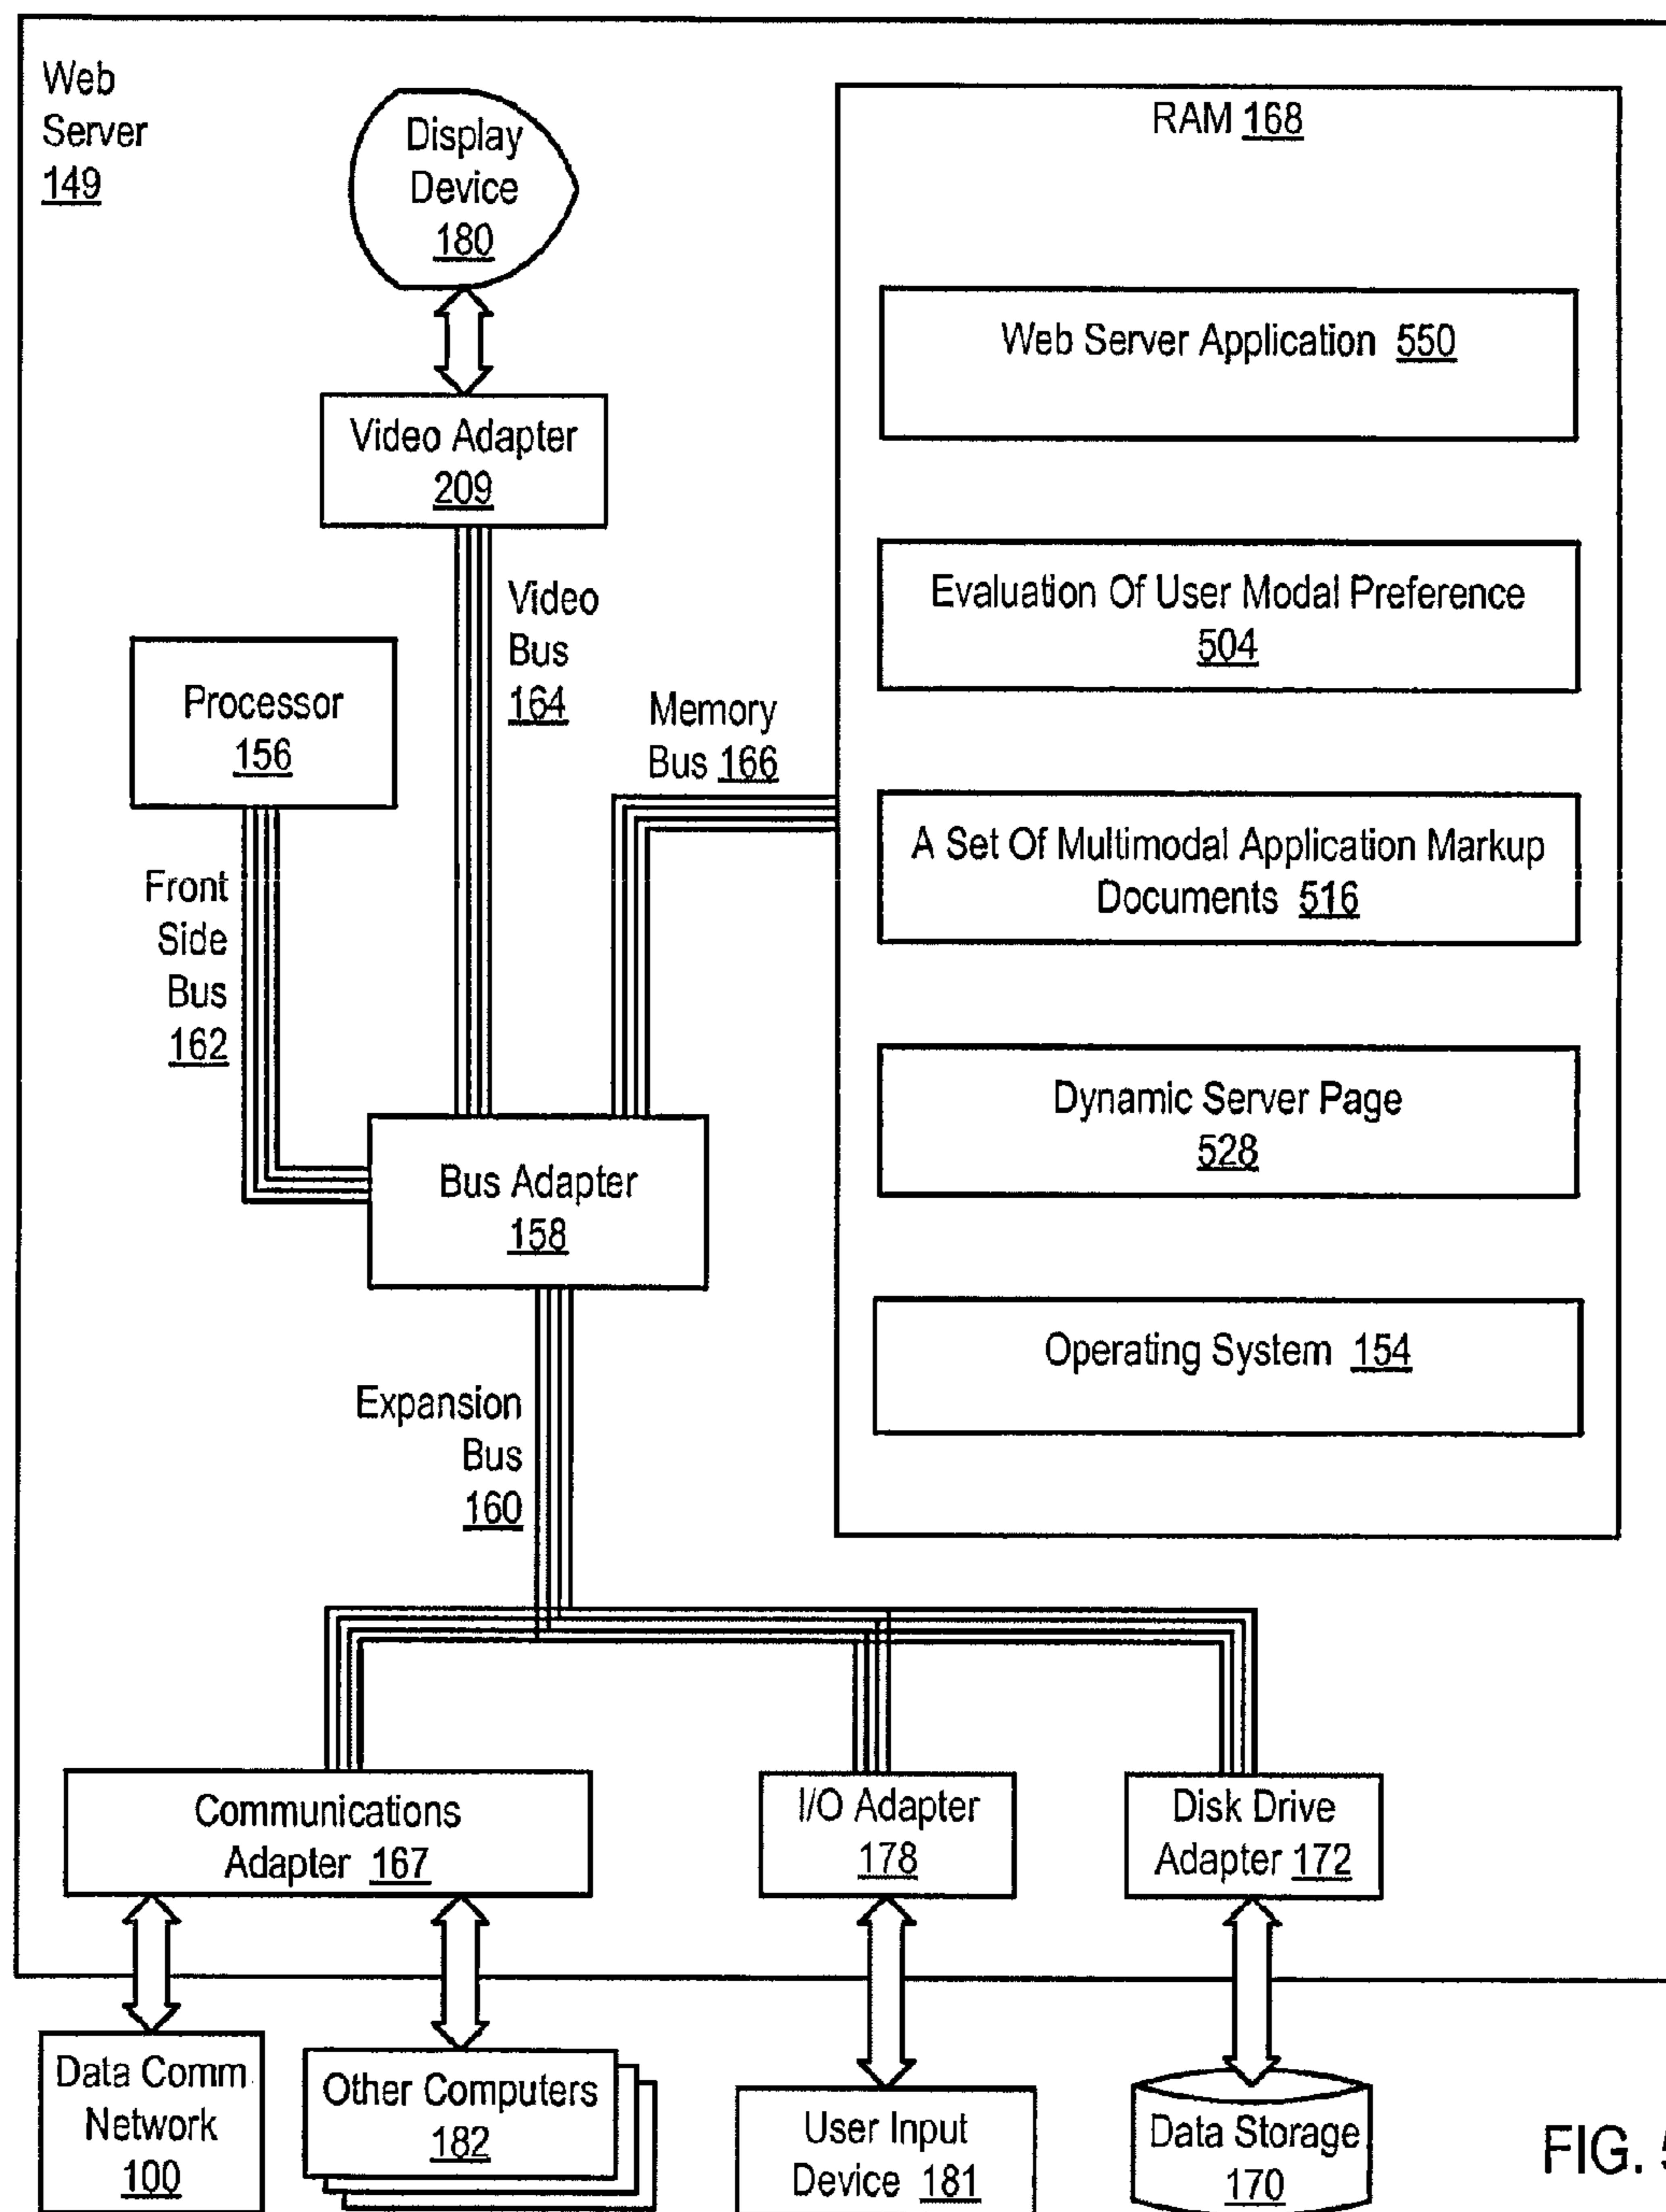 Web
Server
149
Display
Device
180
RAM 168
Web Server Application 550
Video Adapter
209
Evaluation Of User Modal Preference
504
Video
Bus
164
Processor
156
Memory
Bus 166
A Set Of Multimodal Application Markup
Documents 516
Front
Side
Bus
162
Dynamic Server Page
528
Bus Adapter
158
Operating System 154
Expansion
Bus
160
Communications
Adapter 167
I/O Adapter
178
Disk Drive
Adapter 172
Data Comm
Network
100
Other Computers
182
User Input
Device 181
Data Storage
170
FIG. 5